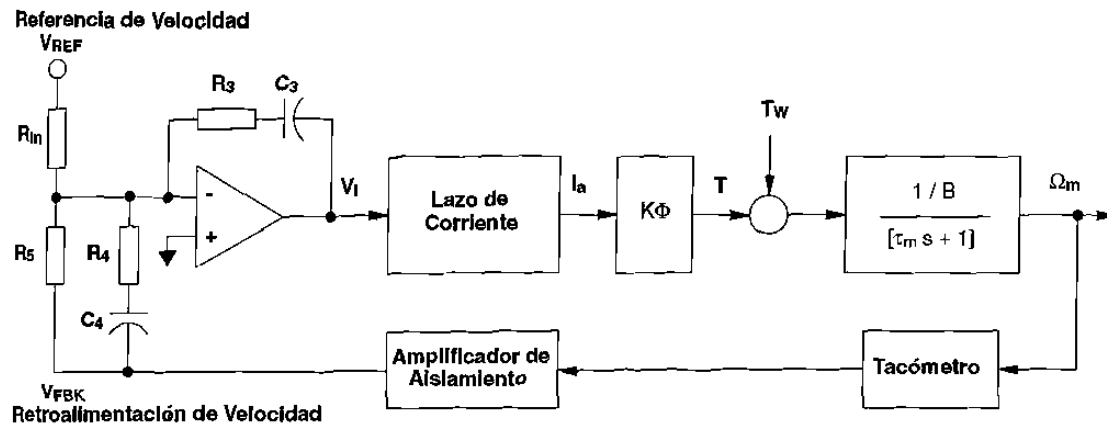 Referencia de Velocidad
VREF
R3
C3
Rin
TW
VI
Lazo de
Corriente
Ia
KΦ
T
1 / B
[τm s + 1]
Ωm
-
+
R5
R4
C4
Amplificador de
Aislamiento
Tacómetro
VFBK
Retroalimentación de Velocidad